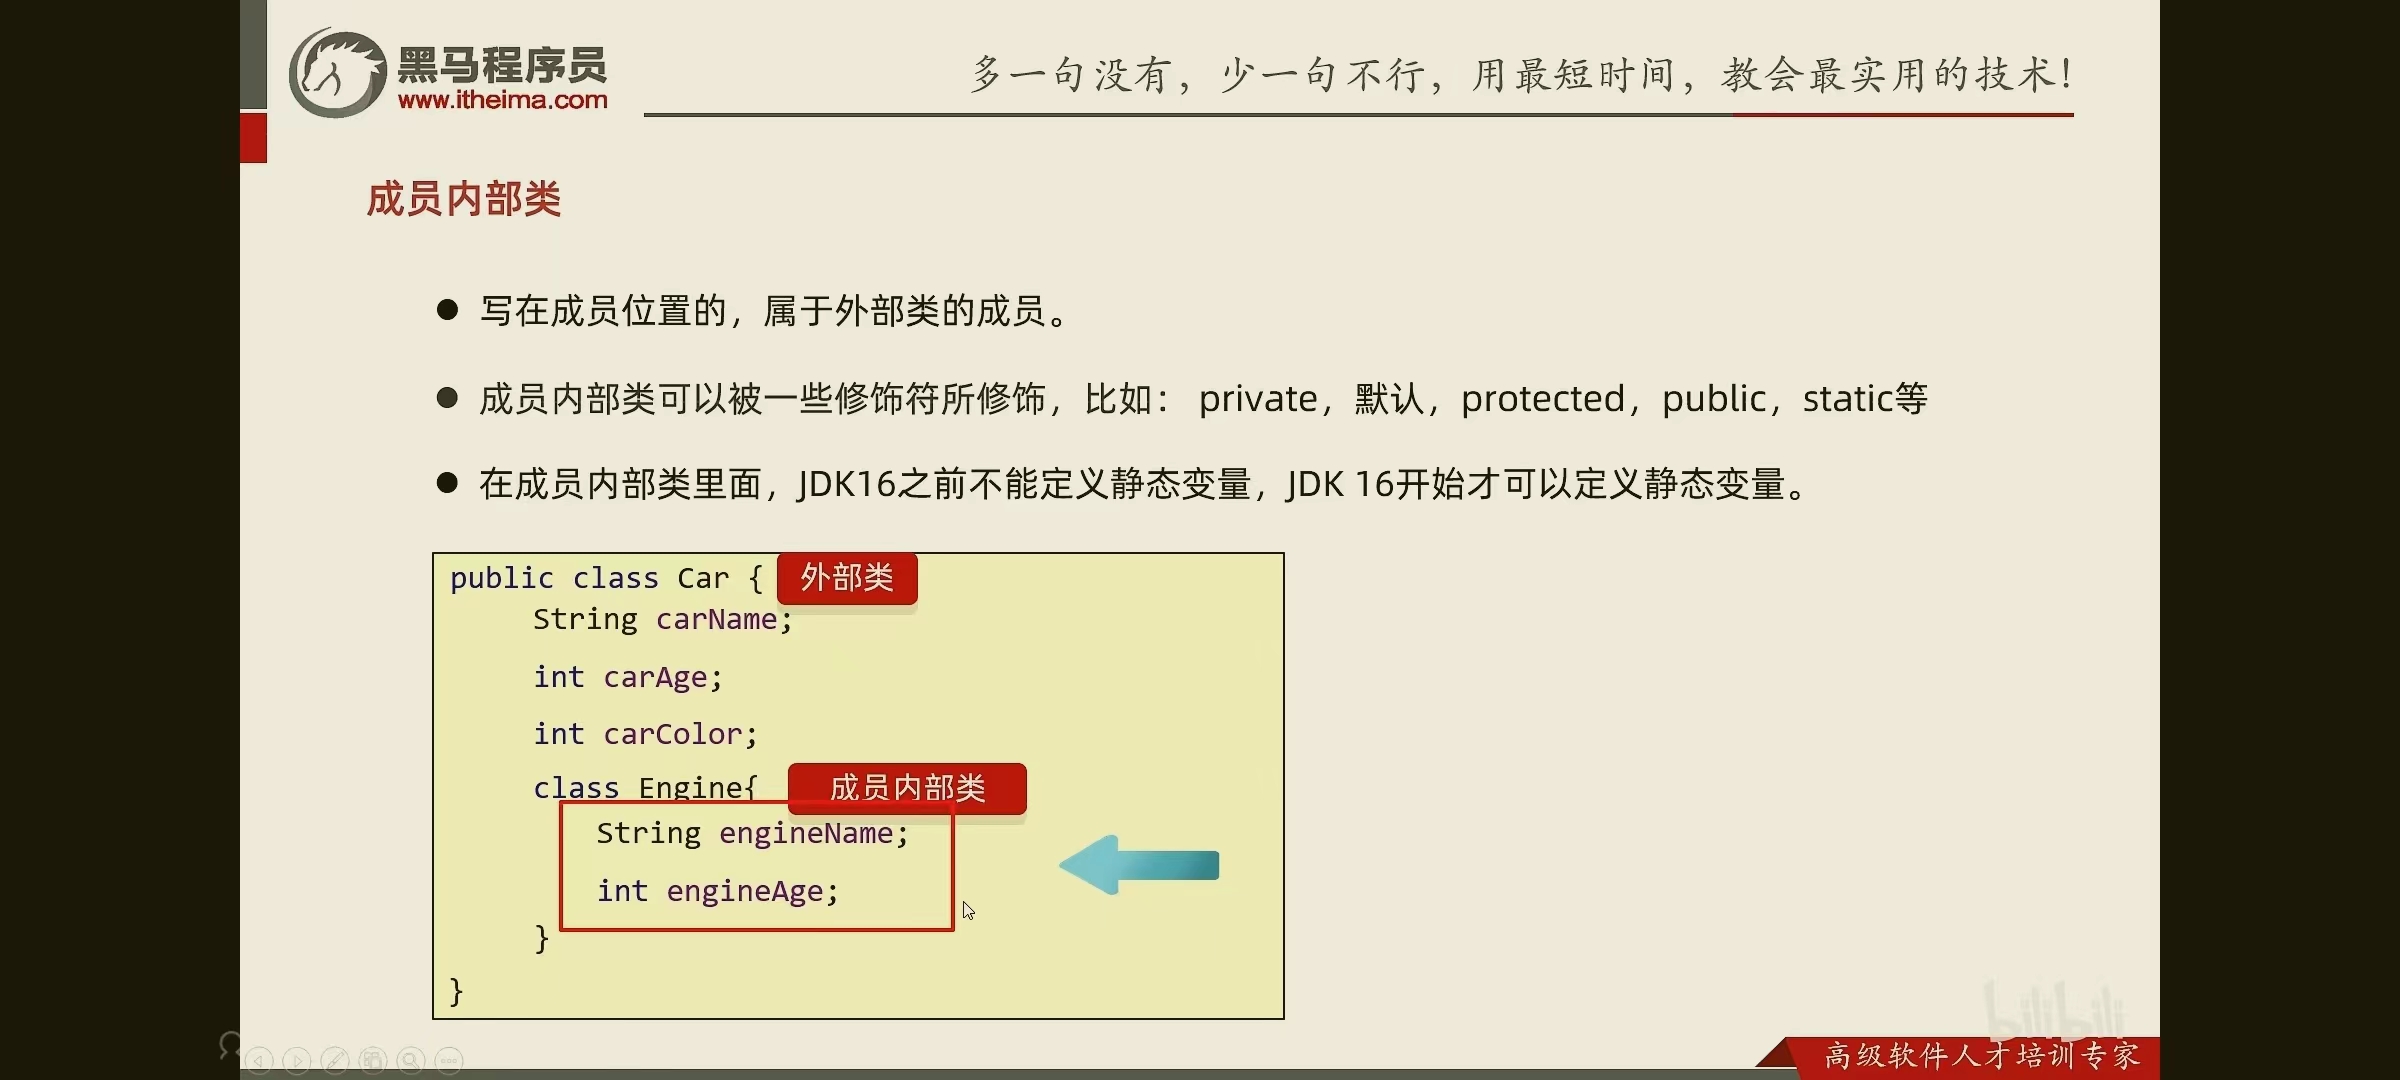 黑马程序员
www.itheima.com
多一句没有，少一句不行，用最短时间，教会最实用的技术！
成员内部类
● 写在成员位置的，属于外部类的成员。
● 成员内部类可以被一些修饰符所修饰，比如： private，默认，protected，public，static等
● 在成员内部类里面，JDK16之前不能定义静态变量，JDK 16开始才可以定义静态变量。
public class Car { 外部类
String carName;
int carAge;
int carColor;
class Engine{ 成员内部类
String engineName;
int engineAge;
}
}
bilibili
高级软件人才培训专家